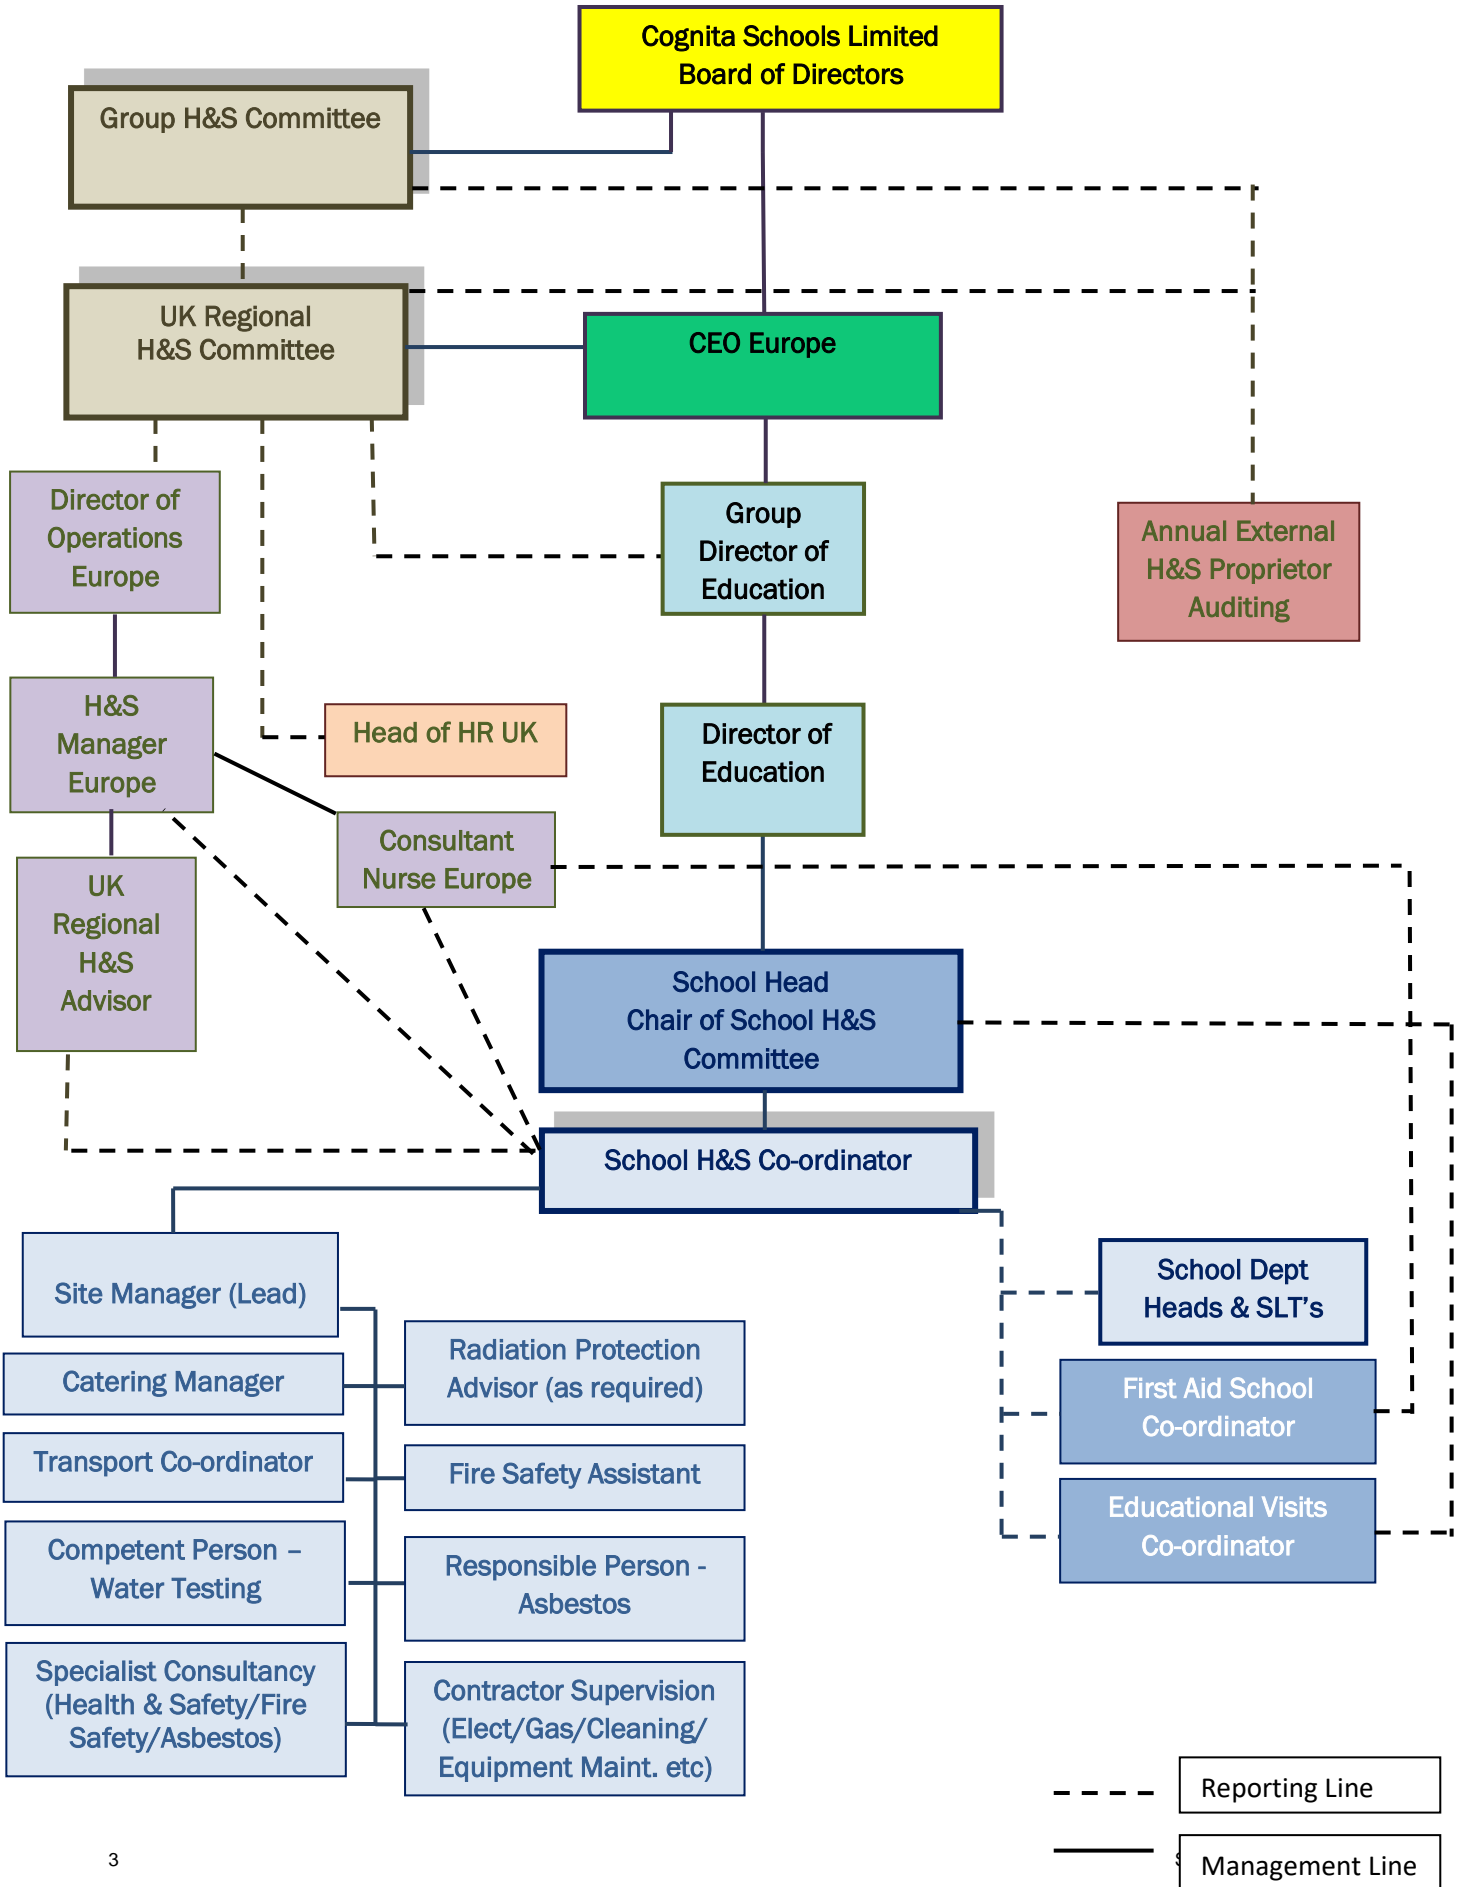 Cognita Schools Limited
Board of Directors
Group H&S Committee
UK Regional
H&S Committee
CEO Europe
Director of
Operations
Europe
Group
Director of
Education
Annual External
H&S Proprietor
Auditing
H&S
Manager
Europe
Head of HR UK
Director of
Education
Consultant
Nurse Europe
UK
Regional
H&S
Advisor
School Head
Chair of School H&S
Committee
School H&S Co-ordinator
Site Manager (Lead)
School Dept
Heads & SLT’s
Radiation Protection
Advisor (as required)
Catering Manager
First Aid School
Co-ordinator
Transport Co-ordinator
Fire Safety Assistant
Educational Visits
Co-ordinator
Competent Person –
Water Testing
Responsible Person -
Asbestos
Specialist Consultancy
(Health & Safety/Fire
Safety/Asbestos)
Contractor Supervision
(Elect/Gas/Cleaning/
Equipment Maint. etc)
Reporting Line
Management Line
3